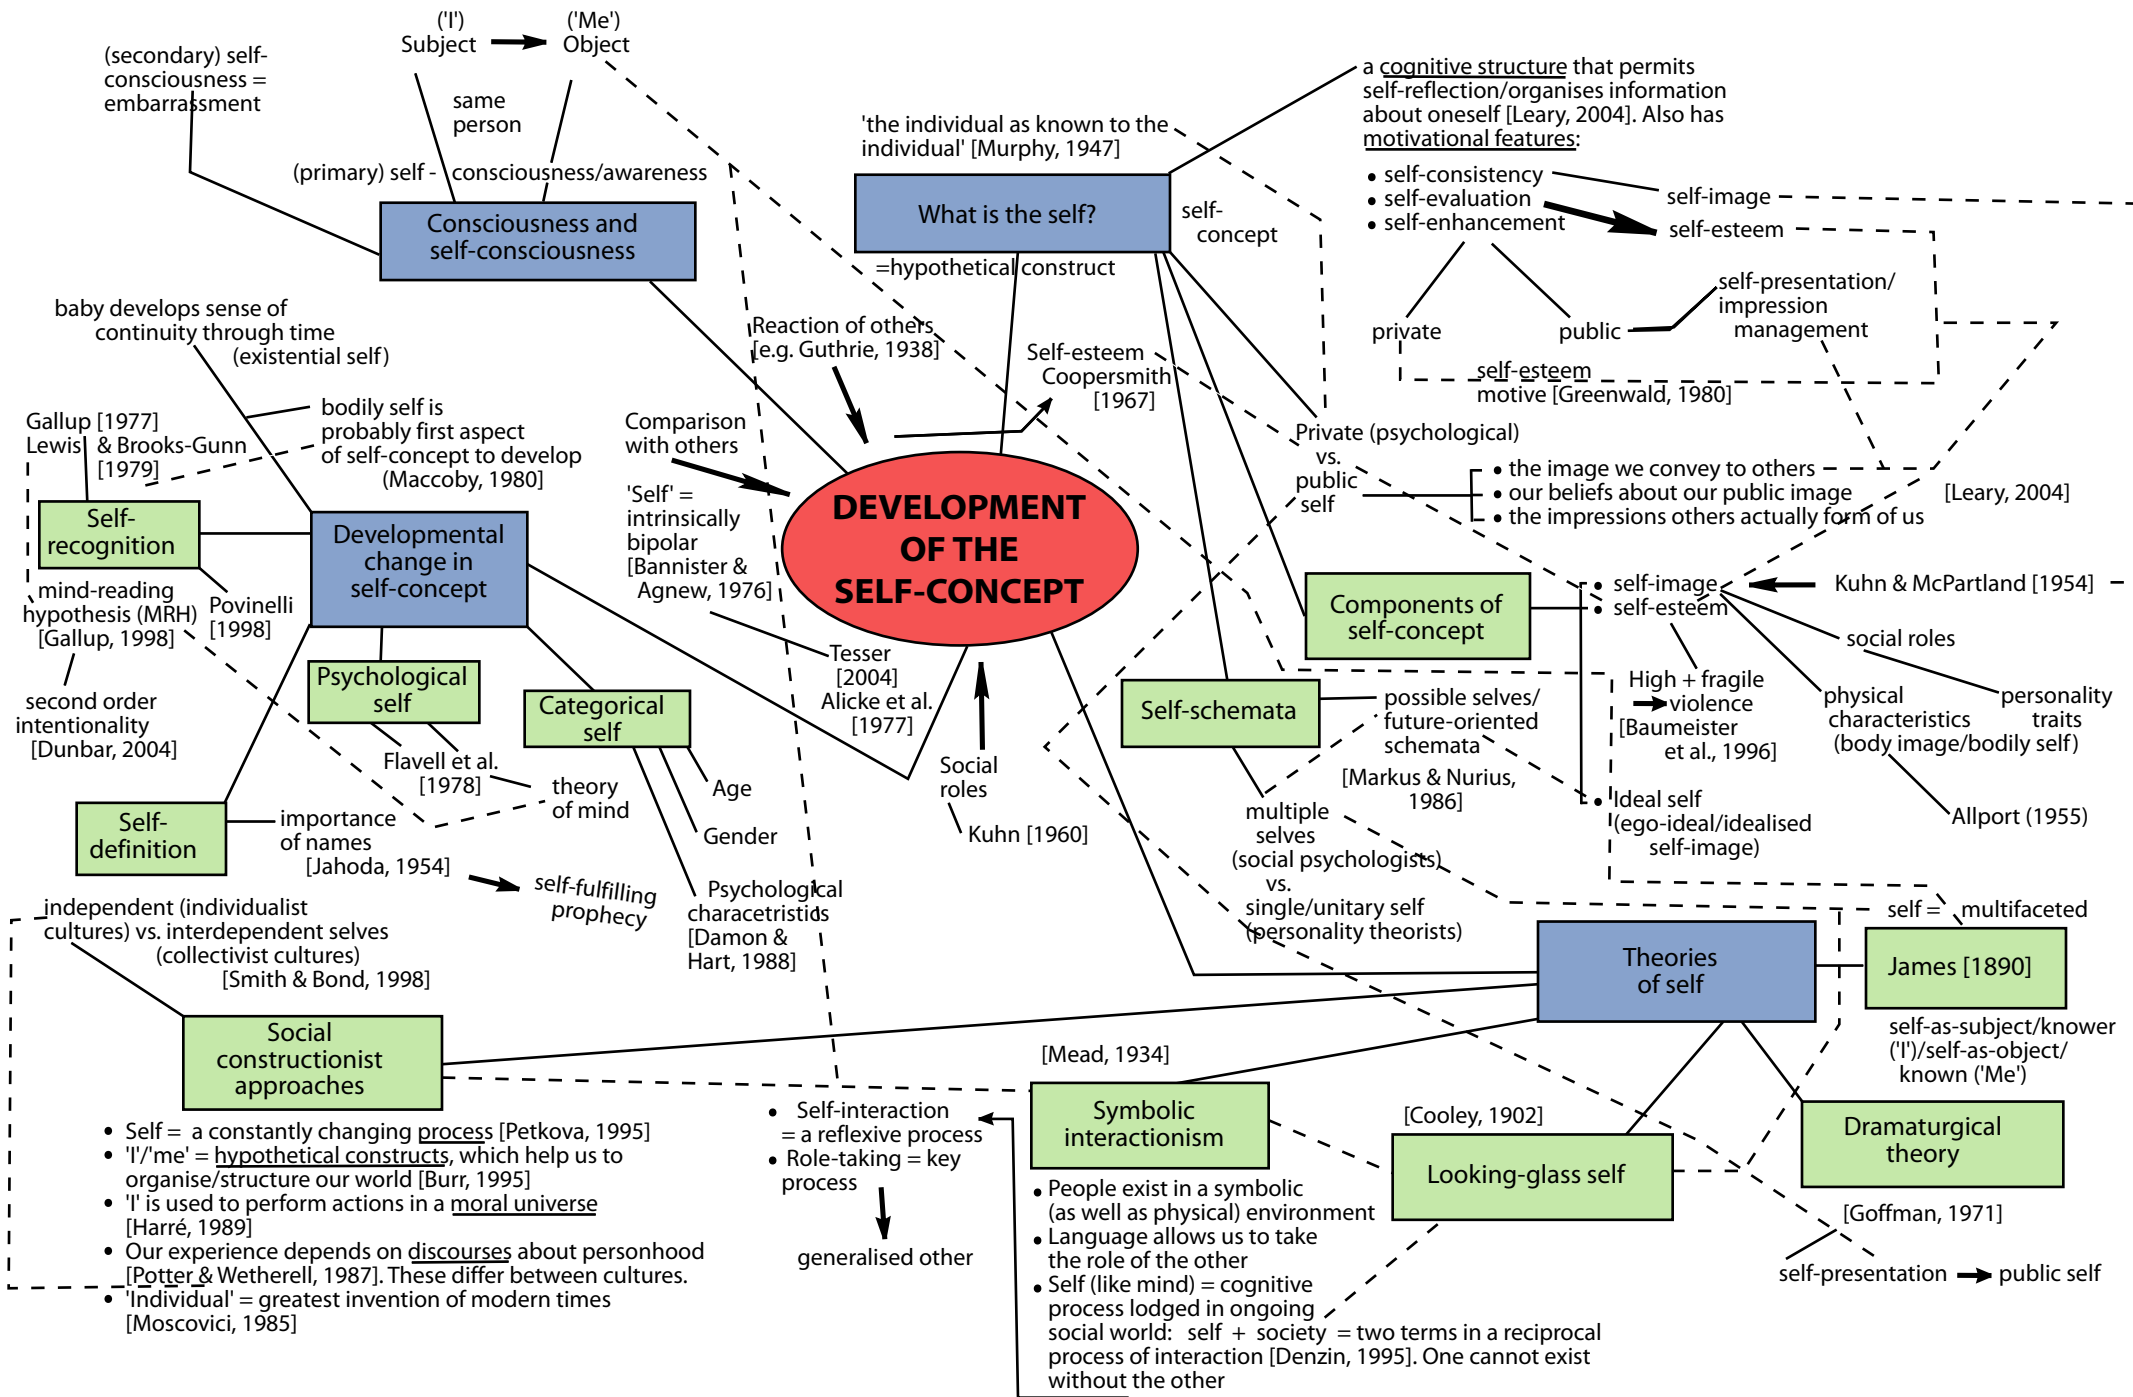 ('I')
Subject
('Me')
Object
(secondary) self-
consciousness =
embarrassment
same
person
(primary) self - consciousness/awareness
Consciousness and
self-consciousness
'the individual as known to the
individual' [Murphy, 1947]
What is the self?
self-
concept
=hypothetical construct
a cognitive structure that permits
self-reflection/organises information
about oneself [Leary, 2004]. Also has
motivational features:
• self-consistency
• self-evaluation
• self-enhancement
self-image
self-esteem
private
public
self-presentation/
impression
management
self-esteem
motive [Greenwald, 1980]
baby develops sense of
continuity through time
(existential self)
bodily self is
probably first aspect
of self-concept to develop
(Maccoby, 1980]
Gallup [1977]
Lewis & Brooks-Gunn
[1979]
Self-
recognition
Developmental
change in
self-concept
mind-reading
hypothesis (MRH)
[Gallup, 1998]
Povinelli
[1998]
second order
intentionality
[Dunbar, 2004]
Psychological
self
Flavell et al.
[1978]
theory
of mind
Categorical
self
Age
Gender
Psychological
characetristics
[Damon &
Hart, 1988]
Self-
definition
importance
of names
[Jahoda, 1954]
self-fulfilling
prophecy
Reaction of others
[e.g. Guthrie, 1938]
Self-esteem
Coopersmith
[1967]
Comparison
with others
'Self' =
intrinsically
bipolar
[Bannister &
Agnew, 1976]
Tesser
[2004]
Alicke et al.
[1977]
DEVELOPMENT
OF THE
SELF-CONCEPT
Social
roles
Kuhn [1960]
Private (psychological)
vs.
public
self
• the image we convey to others
• our beliefs about our public image
• the impressions others actually form of us
[Leary, 2004]
Components of
self-concept
• self-image
• self-esteem
Kuhn & McPartland [1954]
social roles
personality
traits
physical
characteristics
(body image/bodily self)
Allport (1955)
High + fragile
violence
[Baumeister
et al., 1996]
• Ideal self
(ego-ideal/idealised
self-image)
Self-schemata
possible selves/
future-oriented
schemata
[Markus & Nurius,
1986]
multiple
selves
(social psychologists)
vs.
single/unitary self
(personality theorists)
Theories
of self
self = multifaceted
James [1890]
self-as-subject/knower
('I')/self-as-object/
known ('Me')
independent (individualist
cultures) vs. interdependent selves
(collectivist cultures)
[Smith & Bond, 1998]
Social
constructionist
approaches
• Self = a constantly changing process [Petkova, 1995]
• 'I'/'me' = hypothetical constructs, which help us to
organise/structure our world [Burr, 1995]
• 'I' is used to perform actions in a moral universe
[Harré, 1989]
• Our experience depends on discourses about personhood
[Potter & Wetherell, 1987]. These differ between cultures.
• 'Individual' = greatest invention of modern times
[Moscovici, 1985]
[Mead, 1934]
Symbolic
interactionism
• Self-interaction
= a reflexive process
• Role-taking = key
process
generalised other
• People exist in a symbolic
(as well as physical) environment
• Language allows us to take
the role of the other
• Self (like mind) = cognitive
process lodged in ongoing
social world: self + society = two terms in a reciprocal
process of interaction [Denzin, 1995]. One cannot exist
without the other
[Cooley, 1902]
Looking-glass self
Dramaturgical
theory
[Goffman, 1971]
self-presentation
public self